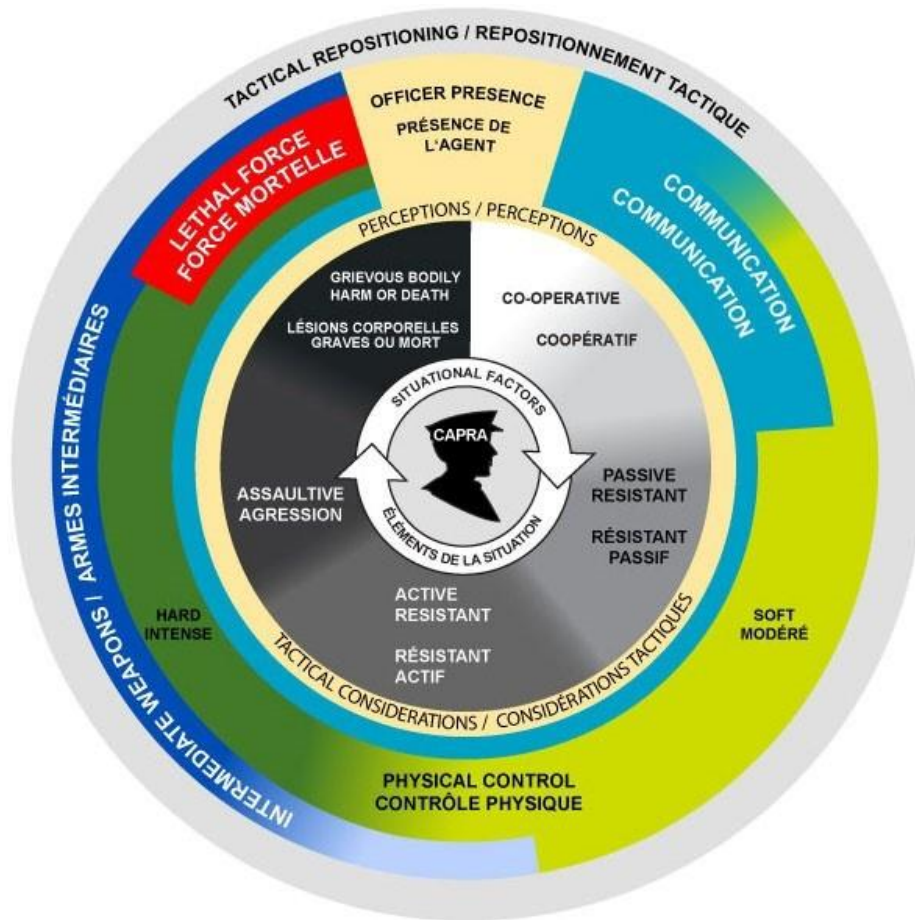 TACTICAL REPOSITIONING / REPOSITIONNEMENT TACTIQUE
OFFICER PRESENCE
PRÉSENCE DE
L'AGENT
LETHAL FORCE
FORCE MORTELLE
COMMUNICATION
COMMUNICATION
PERCEPTIONS / PERCEPTIONS
GRIEVOUS BODILY
HARM OR DEATH
LÉSIONS CORPORELLES
GRAVES OU MORT
CO-OPERATIVE
COOPÉRATIF
SITUATIONAL FACTORS
CAPRA
ÉLÉMENTS DE LA SITUATION
ASSAULTIVE
AGRESSION
PASSIVE
RESISTANT
RÉSISTANT
PASSIF
ACTIVE
RESISTANT
RÉSISTANT
ACTIF
HARD
INTENSE
SOFT
MODÉRÉ
TACTICAL CONSIDERATIONS / CONSIDÉRATIONS TACTIQUES
PHYSICAL CONTROL
CONTRÔLE PHYSIQUE
INTERMEDIATE WEAPONS / ARMES INTERMÉDIAIRES